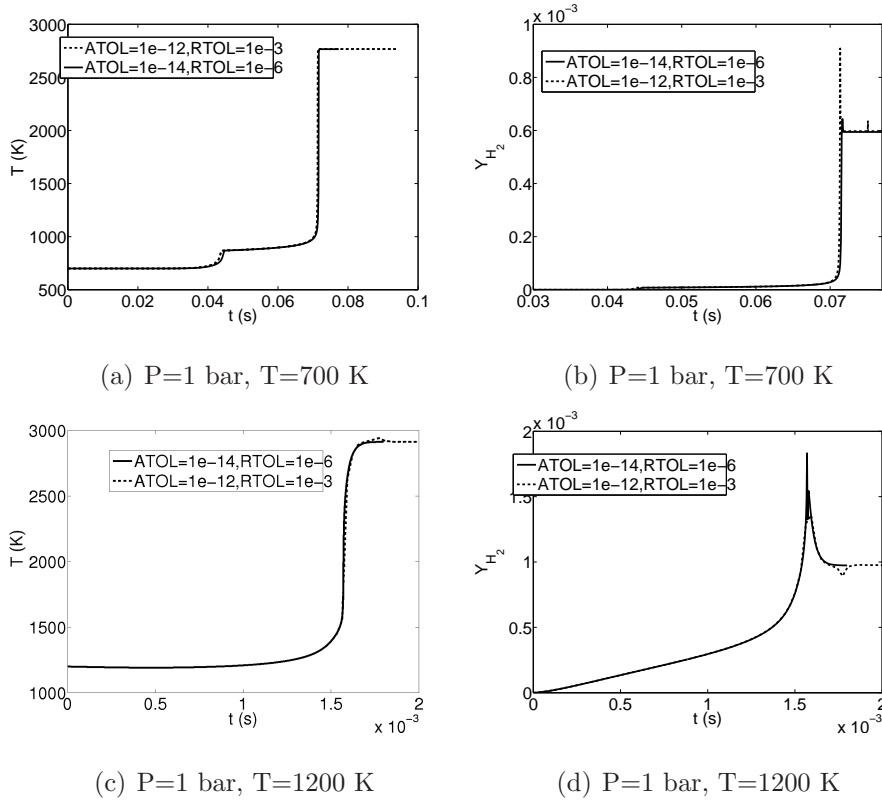 3000
2500
2000
1500
1000
500
T (K)
ATOL=1e-12,RTOL=1e-3
ATOL=1e-14,RTOL=1e-6
0 0.02 0.04 0.06 0.08 0.1
t (s)
(a) P=1 bar, T=700 K
1 x 10⁻³
0.8
0.6
0.4
0.2
0
Y_H₂
ATOL=1e-14,RTOL=1e-6
ATOL=1e-12,RTOL=1e-3
0.03 0.04 0.05 0.06 0.07
t (s)
(b) P=1 bar, T=700 K
3000
2500
2000
1500
1000
T (K)
ATOL=1e-14,RTOL=1e-6
ATOL=1e-12,RTOL=1e-3
0 0.5 1 1.5 2
t (s)
x 10⁻³
(c) P=1 bar, T=1200 K
2 x 10⁻³
1.5
1
0.5
0
Y_H₂
ATOL=1e-14,RTOL=1e-6
ATOL=1e-12,RTOL=1e-3
0 0.5 1 1.5 2
t (s)
x 10⁻³
(d) P=1 bar, T=1200 K